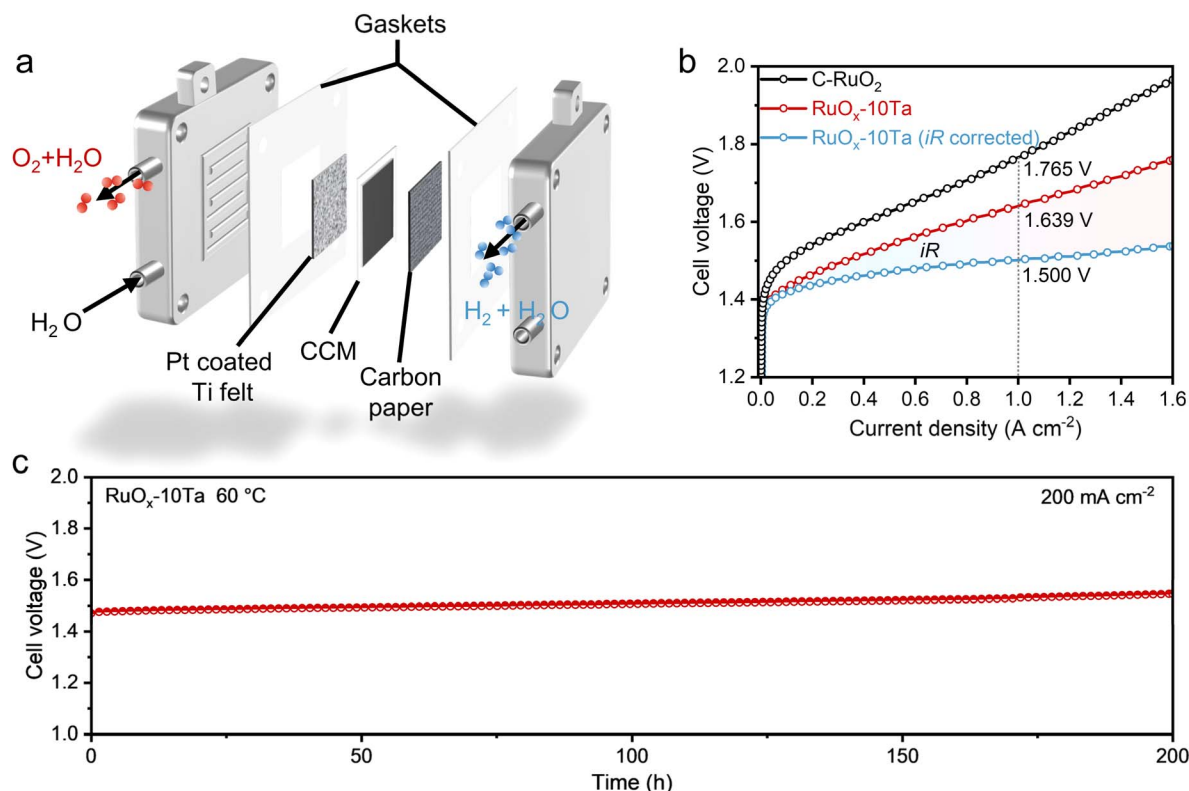 a
Gaskets
O₂+H₂O
H₂O
Pt coated
Ti felt
CCM
Carbon
paper
H₂ + H₂O
b
2.0
1.8
1.6
1.4
1.2
Cell voltage (V)
C-RuO₂
RuOₓ-10Ta
RuOₓ-10Ta (iR corrected)
1.765 V
1.639 V
iR
1.500 V
0.0 0.2 0.4 0.6 0.8 1.0 1.2 1.4 1.6
Current density (A cm⁻²)
c
2.0
1.8
1.6
1.4
1.2
1.0
Cell voltage (V)
RuOₓ-10Ta 60 °C
200 mA cm⁻²
0 50 100 150 200
Time (h)